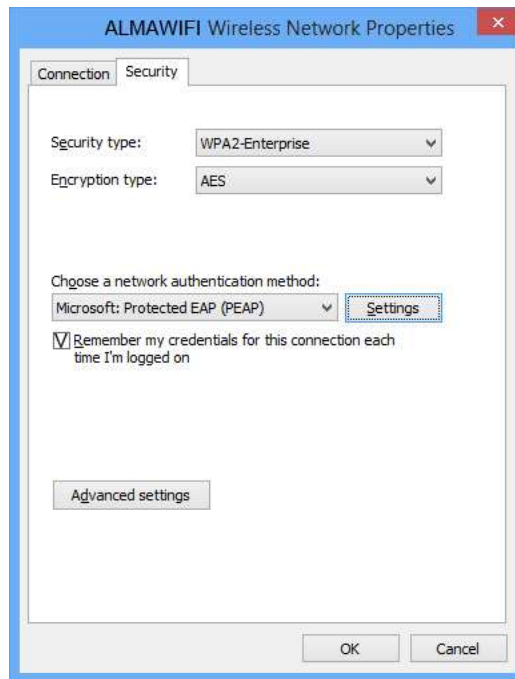 ALMAWIFI Wireless Network Properties
Connection
Security
Security type:
WPA2-Enterprise
Encryption type:
AES
Choose a network authentication method:
Microsoft: Protected EAP (PEAP)
Settings
Remember my credentials for this connection each
time I'm logged on
Advanced settings
OK
Cancel